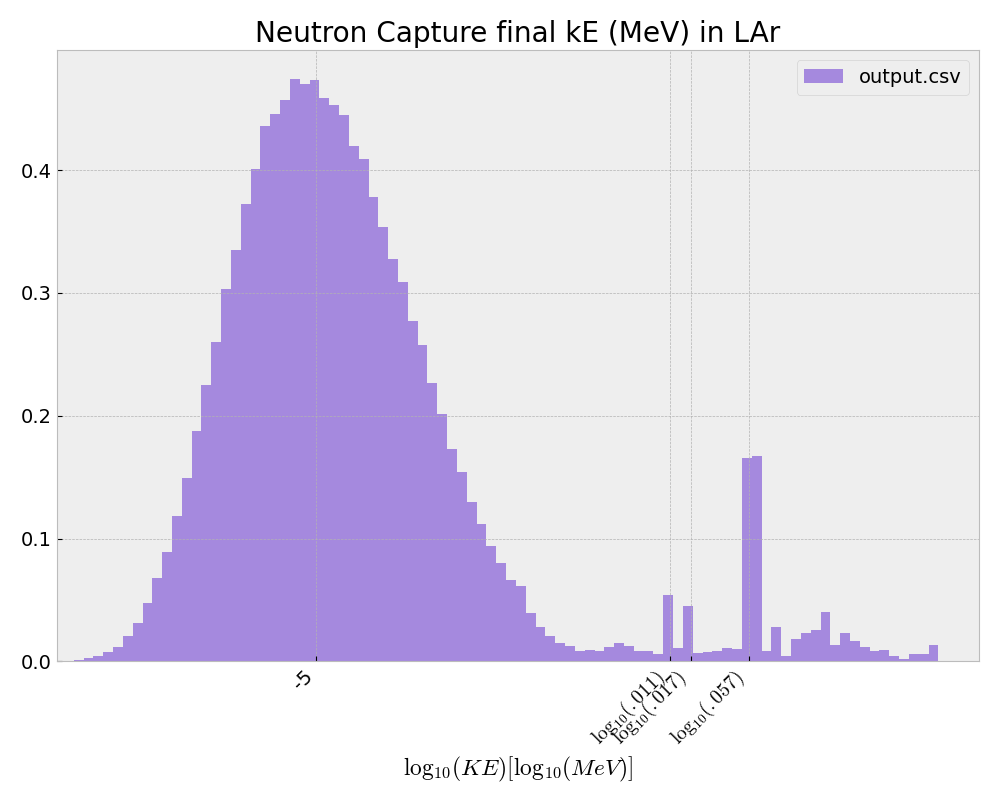 Neutron Capture final kE (MeV) in LAr
output.csv
0.4
0.3
0.2
0.1
0.0
-5
log₁₀(.011)
log₁₀(.017)
log₁₀(.057)
log₁₀(KE)[log₁₀(MeV)]